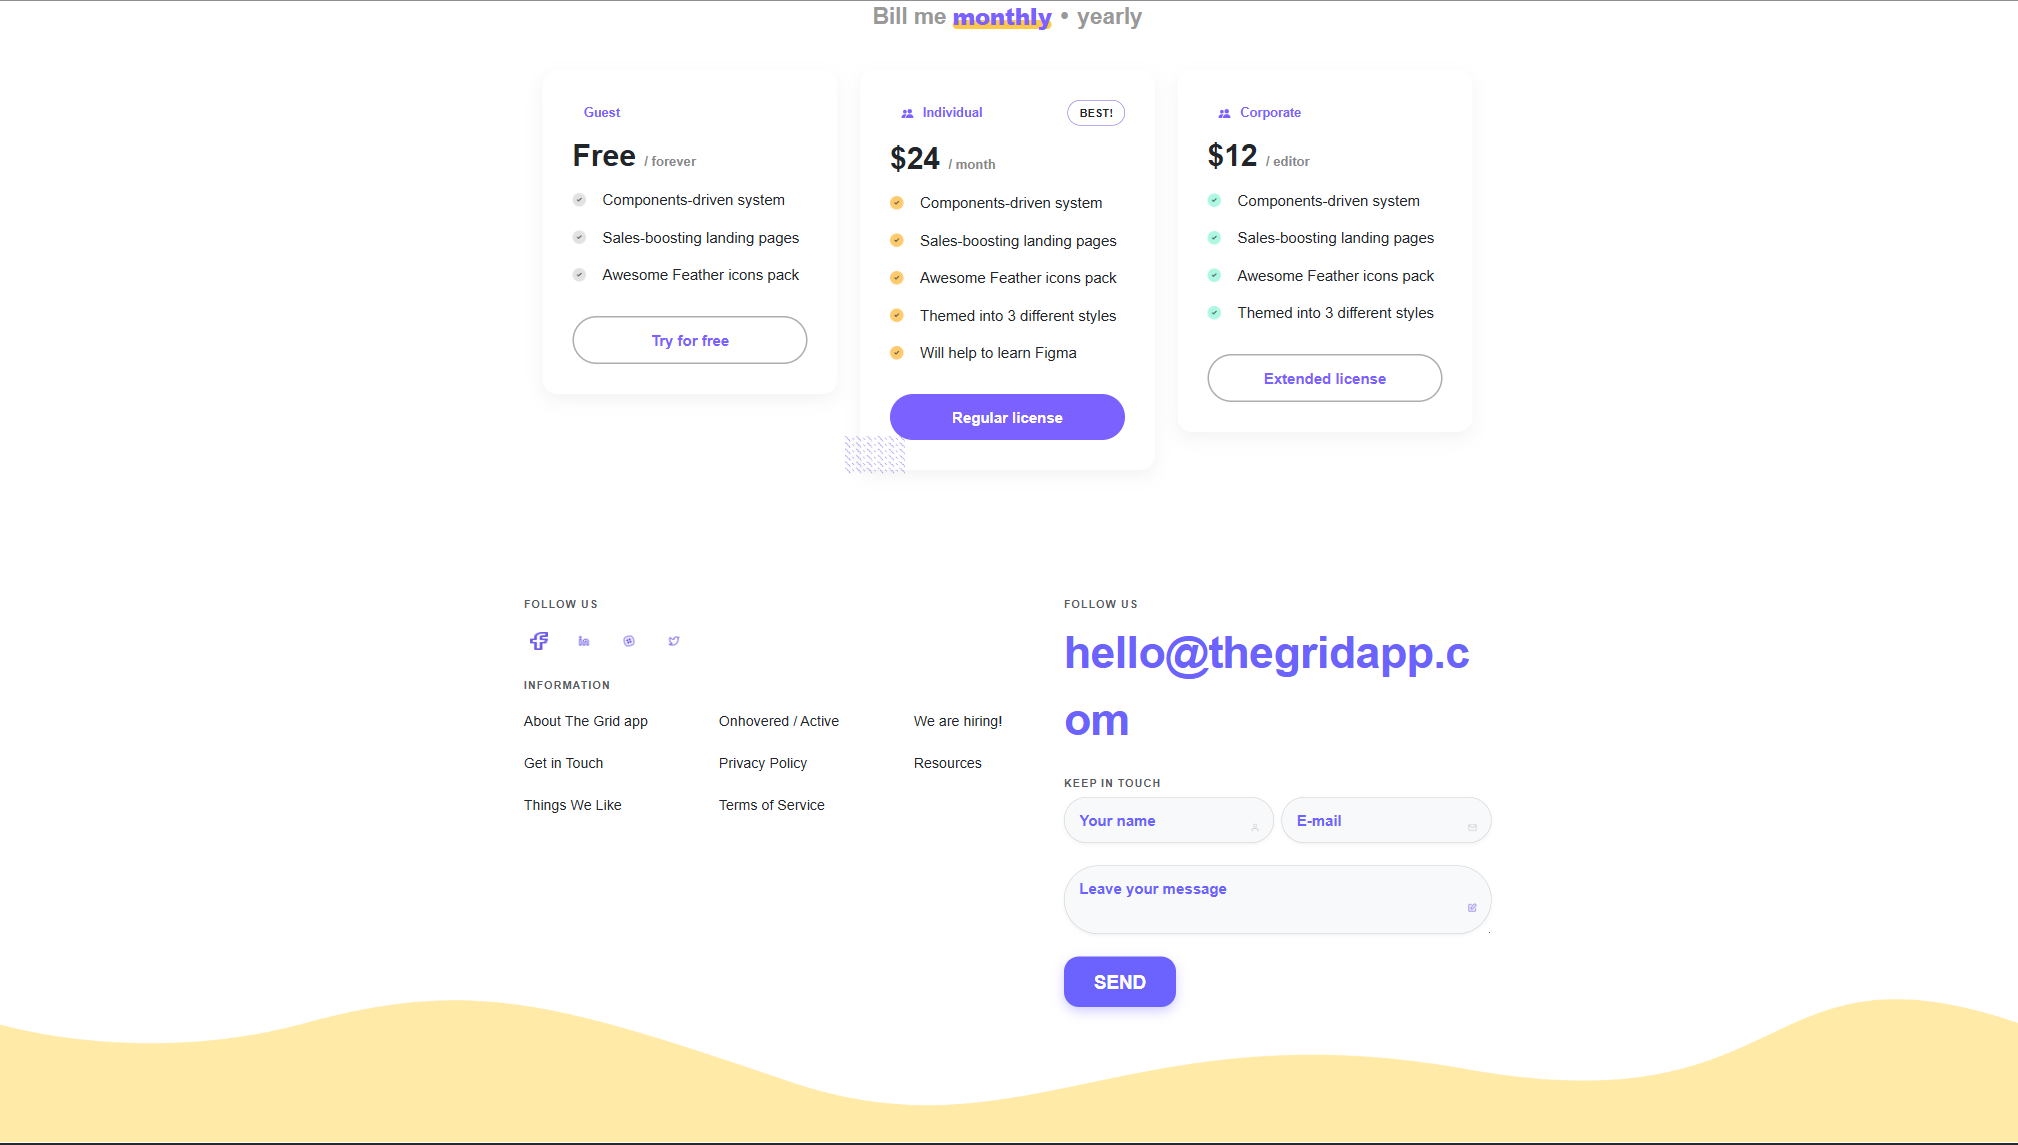 Bill me monthly • yearly
Guest
Free / forever
Components-driven system
Sales-boosting landing pages
Awesome Feather icons pack
Try for free
Individual
BEST!
$24 / month
Components-driven system
Sales-boosting landing pages
Awesome Feather icons pack
Themed into 3 different styles
Will help to learn Figma
Regular license
Corporate
$12 / editor
Components-driven system
Sales-boosting landing pages
Awesome Feather icons pack
Themed into 3 different styles
Extended license
FOLLOW US
INFORMATION
About The Grid app
Get in Touch
Things We Like
Onhovered / Active
Privacy Policy
Terms of Service
We are hiring!
Resources
FOLLOW US
hello@thegridapp.c
om
KEEP IN TOUCH
Your name
E-mail
Leave your message
SEND